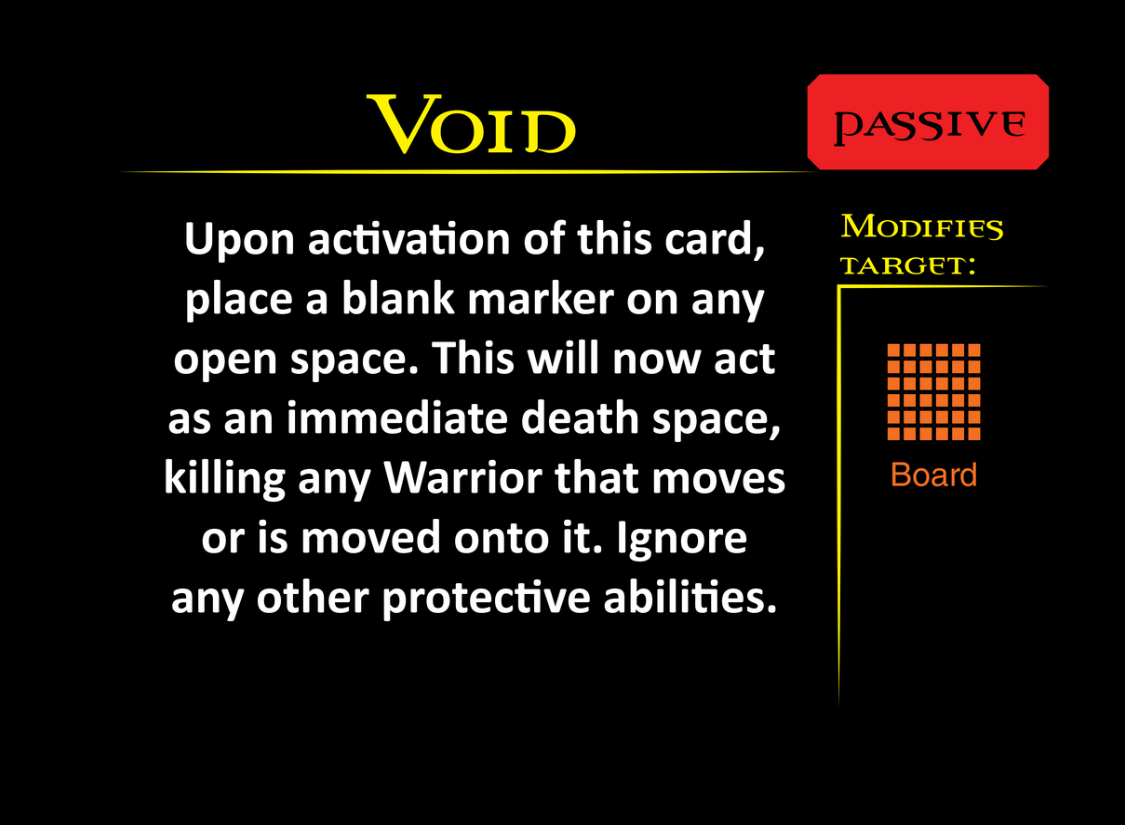 Void
PASSIVE
Upon activation of this card,
place a blank marker on any
open space. This will now act
as an immediate death space,
killing any Warrior that moves
or is moved onto it. Ignore
any other protective abilities.
Modifies
target:
Board